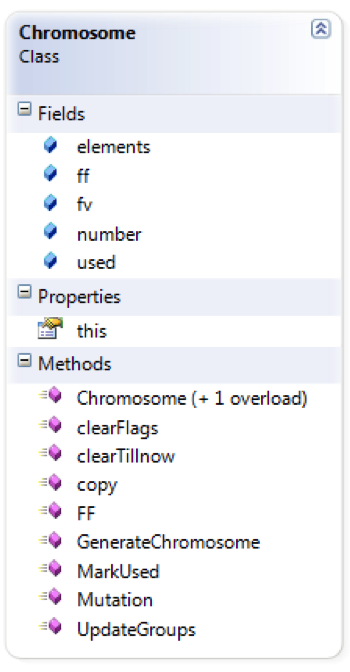 Chromosome
Class
Fields
elements
ff
fv
number
used
Properties
this
Methods
Chromosome (+ 1 overload)
clearFlags
clearTillnow
copy
FF
GenerateChromosome
MarkUsed
Mutation
UpdateGroups